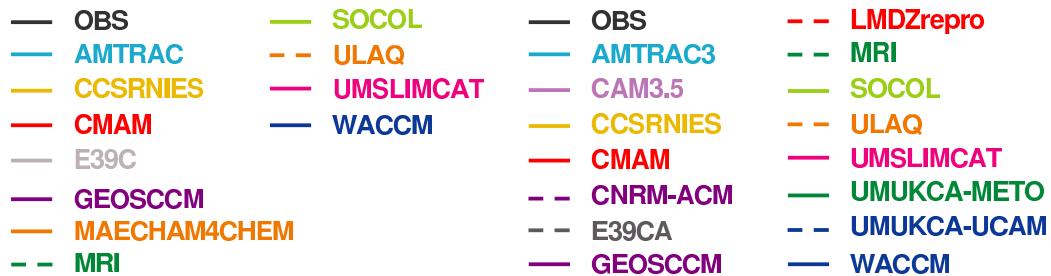 OBS
AMTRAC
CCSRNIES
CMAM
E39C
GEOSCCM
MAECHAM4CHEM
MRI
SOCOL
ULAQ
UMSLIMCAT
WACCM
OBS
AMTRAC3
CAM3.5
CCSRNIES
CMAM
CNRM-ACM
E39CA
GEOSCCM
LMDZrepro
MRI
SOCOL
ULAQ
UMSLIMCAT
UMUKCA-METO
UMUKCA-UCAM
WACCM